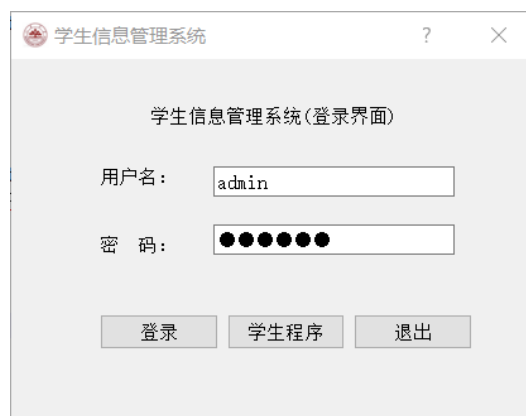 学生信息管理系统 ?
学生信息管理系统(登录界面)
用户名： admin
密 码： ●●●●●●
登录 学生程序 退出